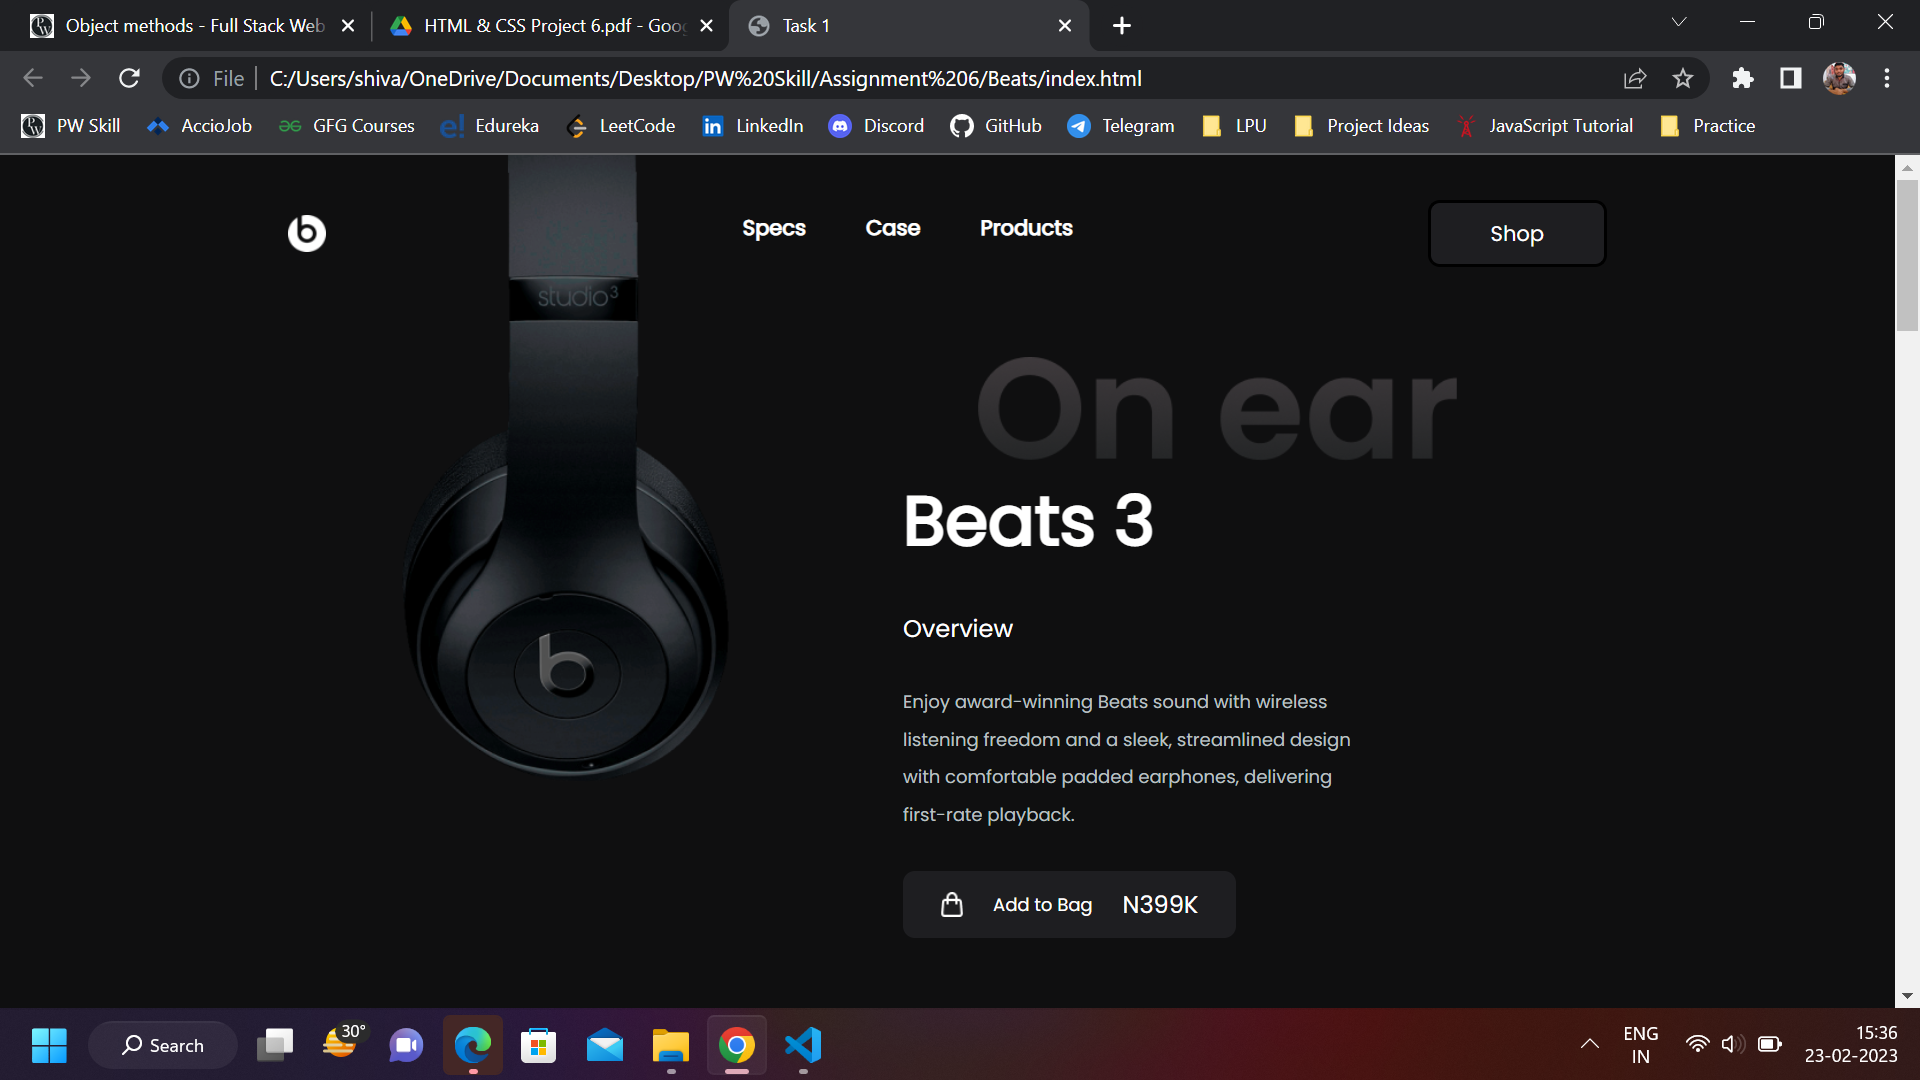 Object methods - Full Stack Web
HTML & CSS Project 6.pdf - Goog
Task 1
File
C:/Users/shiva/OneDrive/Documents/Desktop/PW%20Skill/Assignment%206/Beats/index.html
PW Skill
AccioJob
GFG Courses
Edureka
LeetCode
LinkedIn
Discord
GitHub
Telegram
LPU
Project Ideas
JavaScript Tutorial
Practice
Specs
Case
Products
Shop
studio³
On ear
Beats 3
Overview
Enjoy award-winning Beats sound with wireless
listening freedom and a sleek, streamlined design
with comfortable padded earphones, delivering
first-rate playback.
Add to Bag
N399K
Search
30°
ENG
IN
15:36
23-02-2023